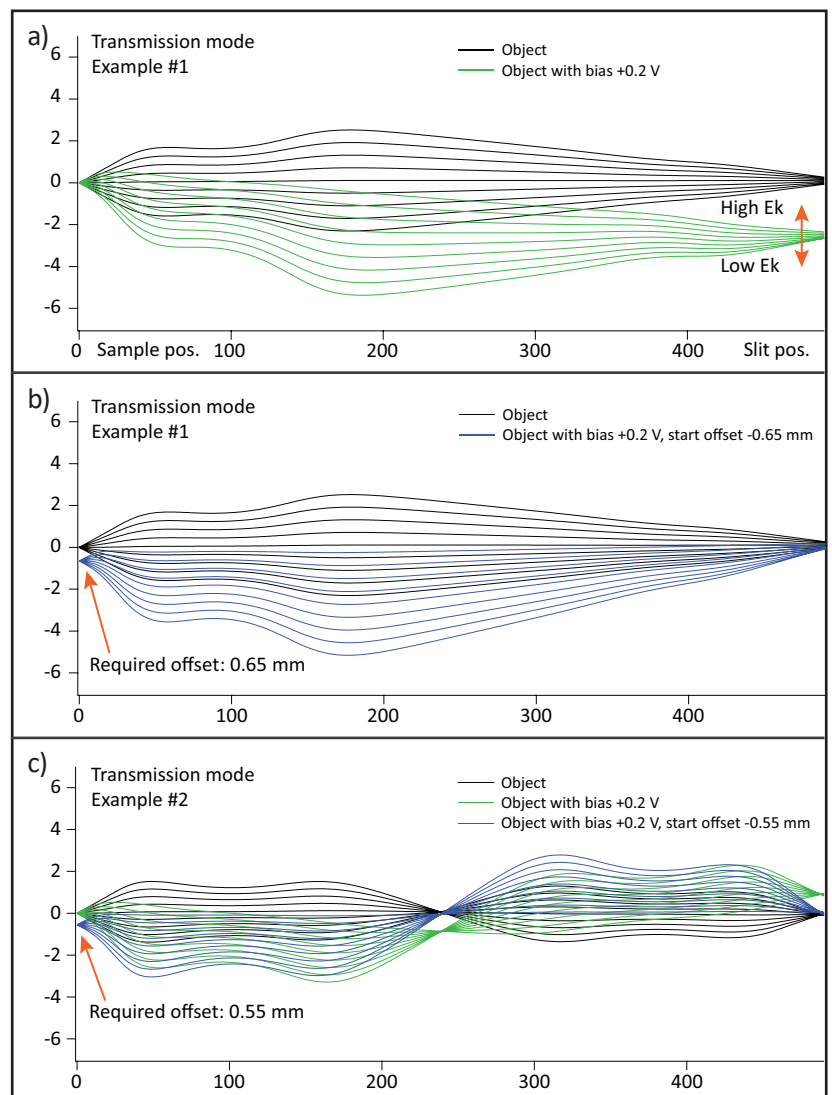 a)
Transmission mode
Example #1
Object
Object with bias +0.2 V
6
4
2
0
-2
-4
-6
High Ek
Low Ek
0 Sample pos. 100 200 300 400 Slit pos.
b)
Transmission mode
Example #1
Object
Object with bias +0.2 V, start offset -0.65 mm
6
4
2
0
-2
-4
-6
Required offset: 0.65 mm
0 100 200 300 400
c)
Transmission mode
Example #2
Object
Object with bias +0.2 V
Object with bias +0.2 V, start offset -0.55 mm
6
4
2
0
-2
-4
-6
Required offset: 0.55 mm
0 100 200 300 400